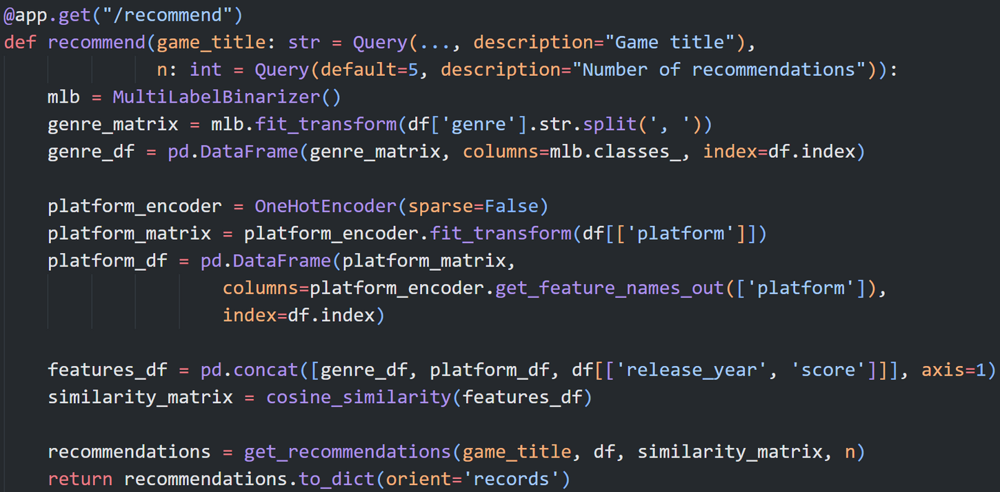 @app.get("/recommend")
def recommend(game_title: str = Query(..., description="Game title"),
              n: int = Query(default=5, description="Number of recommendations")):
    mlb = MultiLabelBinarizer()
    genre_matrix = mlb.fit_transform(df['genre'].str.split(', '))
    genre_df = pd.DataFrame(genre_matrix, columns=mlb.classes_, index=df.index)

    platform_encoder = OneHotEncoder(sparse=False)
    platform_matrix = platform_encoder.fit_transform(df[['platform']])
    platform_df = pd.DataFrame(platform_matrix,
                    columns=platform_encoder.get_feature_names_out(['platform']),
                    index=df.index)

    features_df = pd.concat([genre_df, platform_df, df[['release_year', 'score']]], axis=1)
    similarity_matrix = cosine_similarity(features_df)

    recommendations = get_recommendations(game_title, df, similarity_matrix, n)
    return recommendations.to_dict(orient='records')